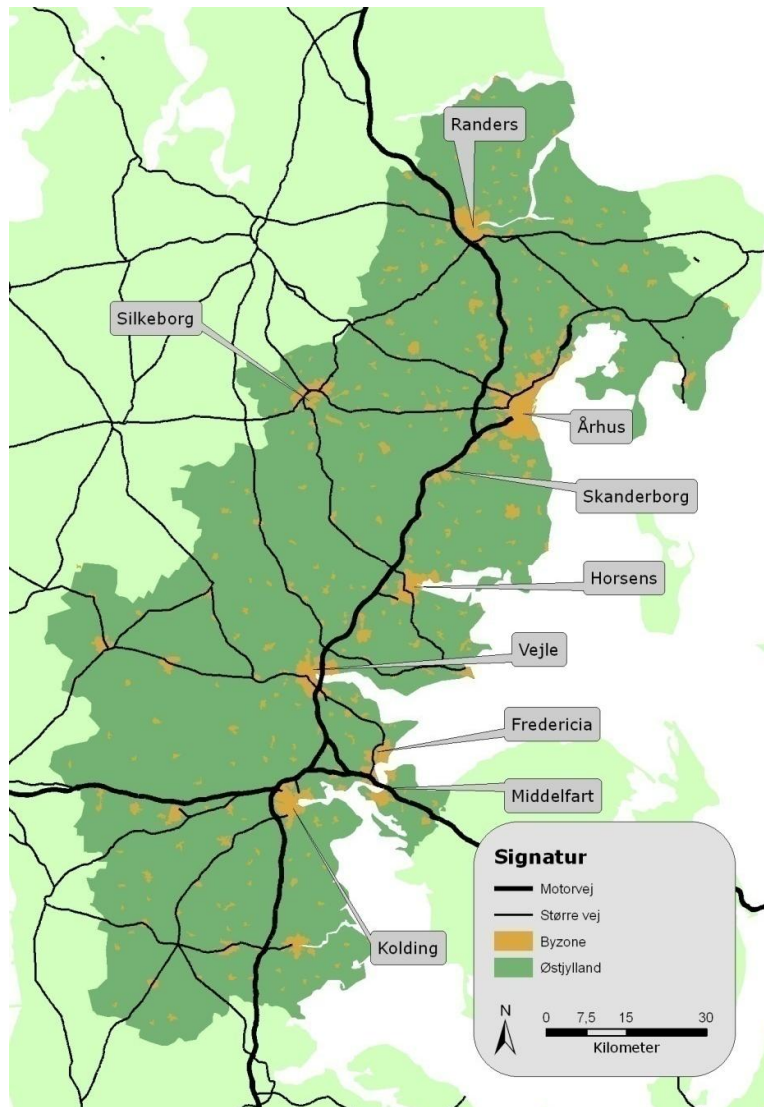 Randers
Silkeborg
Århus
Skanderborg
Horsens
Vejle
Fredericia
Middelfart
Kolding
Signatur
Motorvej
Større vej
Byzone
Østjylland
N
0 7,5 15 30
Kilometer